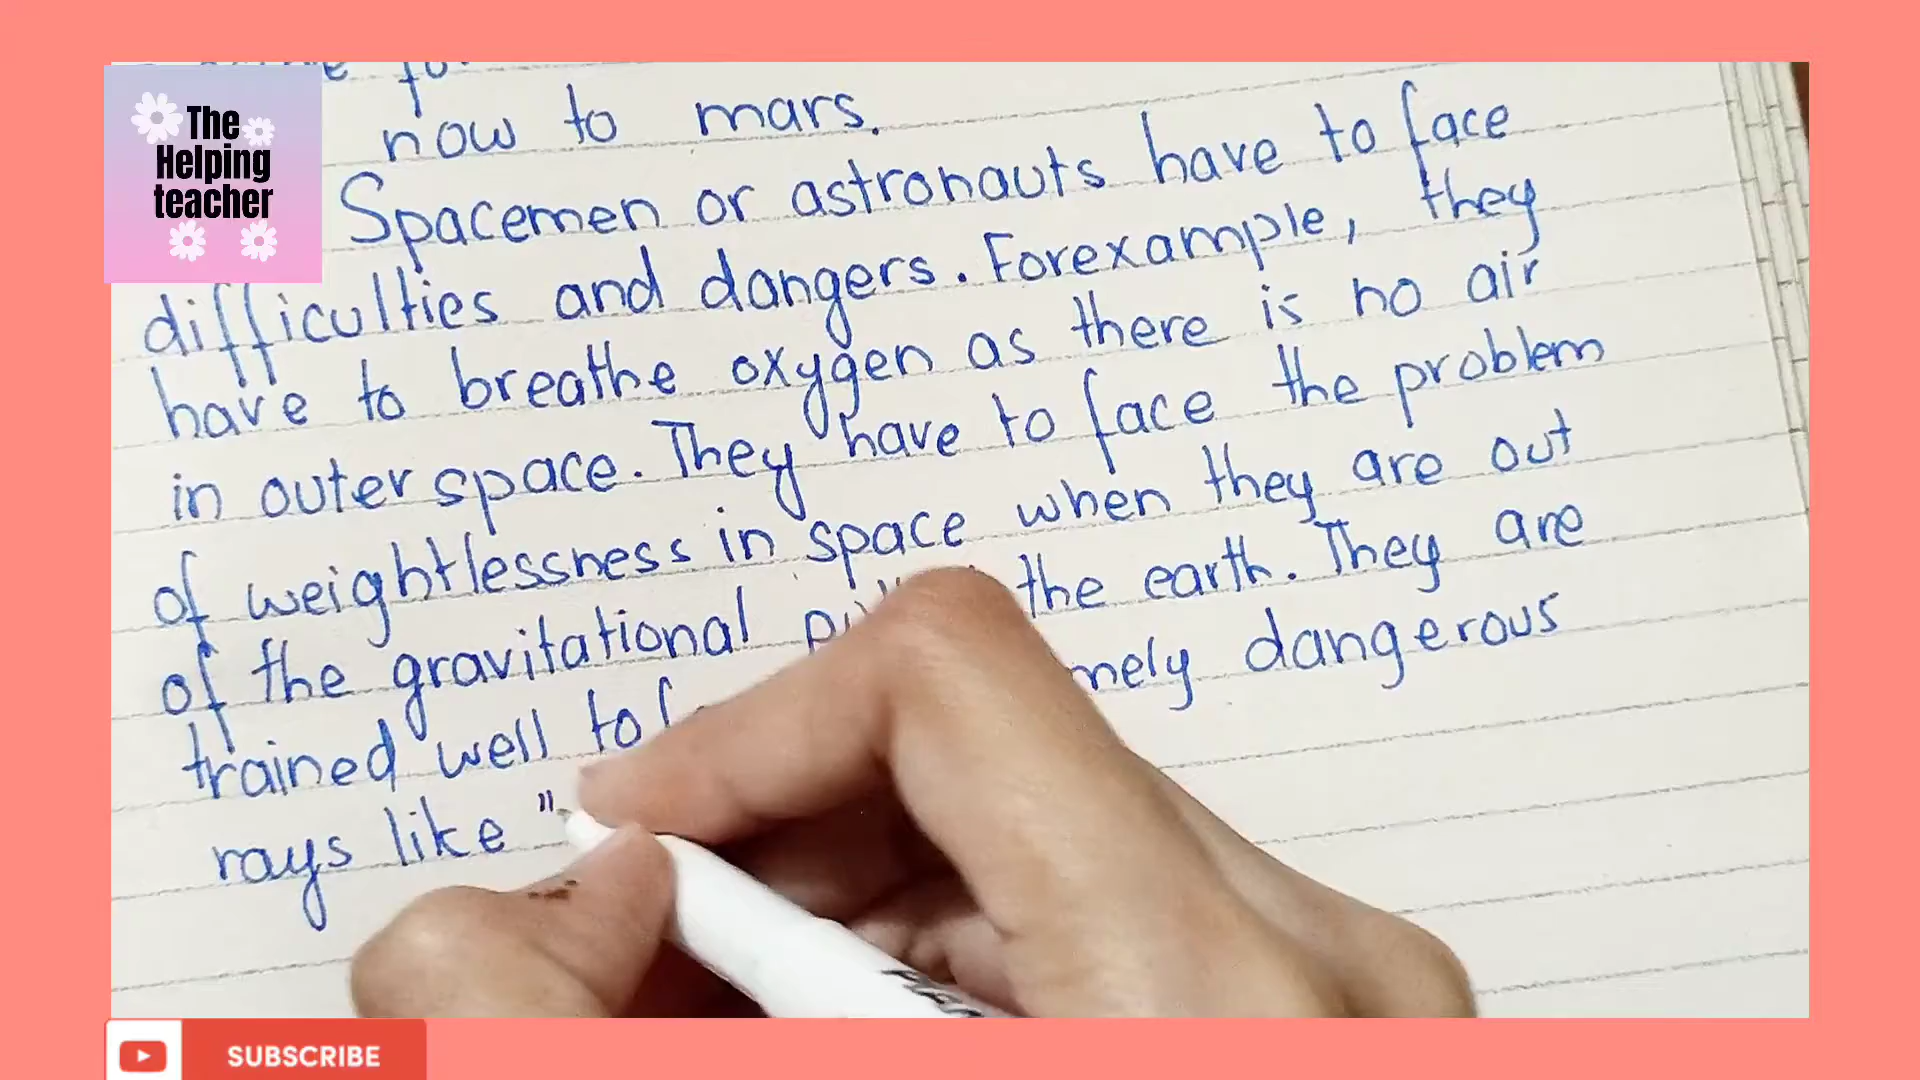 The
Helping
teacher
now to mars.
Spacemen or astronauts have to face
difficulties and dangers. Forexample, they
have to breathe oxygen as there is no air
in outer space. They have to face the problem
of weightlessness in space when they are out
of the gravitational the earth. They are
trained well to dangerous
rays like "
SUBSCRIBE